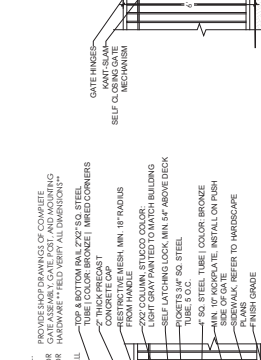 PROVIDE SHOP DRAWINGS OF COMPLETE
GATE ASSEMBLY, GATE, POST, AND MOUNTING
HARDWARE ** FIELD VERIFY ALL DIMENSIONS**
TOP & BOTTOM RAIL 2"X2" SQ. STEEL
TUBE | COLOR: BRONZE | MIRED CORNERS
2" THICK PRECAST
CONCRETE CAP
RESTRICTIVE MESH, MIN. 18" RADIUS
FROM HANDLE
2'X2' COLUMN, STUCCO COLOR:
LIGHT GRAY PAINTED TO MATCH BUILDING
SELF LATCHING LOCK, MIN. 54" ABOVE DECK
PICKETS 3/4" SQ. STEEL
TUBE, 5 O.C.
4" SQ. STEEL TUBE | COLOR: BRONZE
MIN. 10" KICKPLATE, INSTALL ON PUSH
SIDE OF GATE
SIDEWALK, REFER TO HARDSCAPE
PLANS
FINISH GRADE
GATE HINGES
KANT-SLAM
SELF CLOSING GATE
MECHANISM